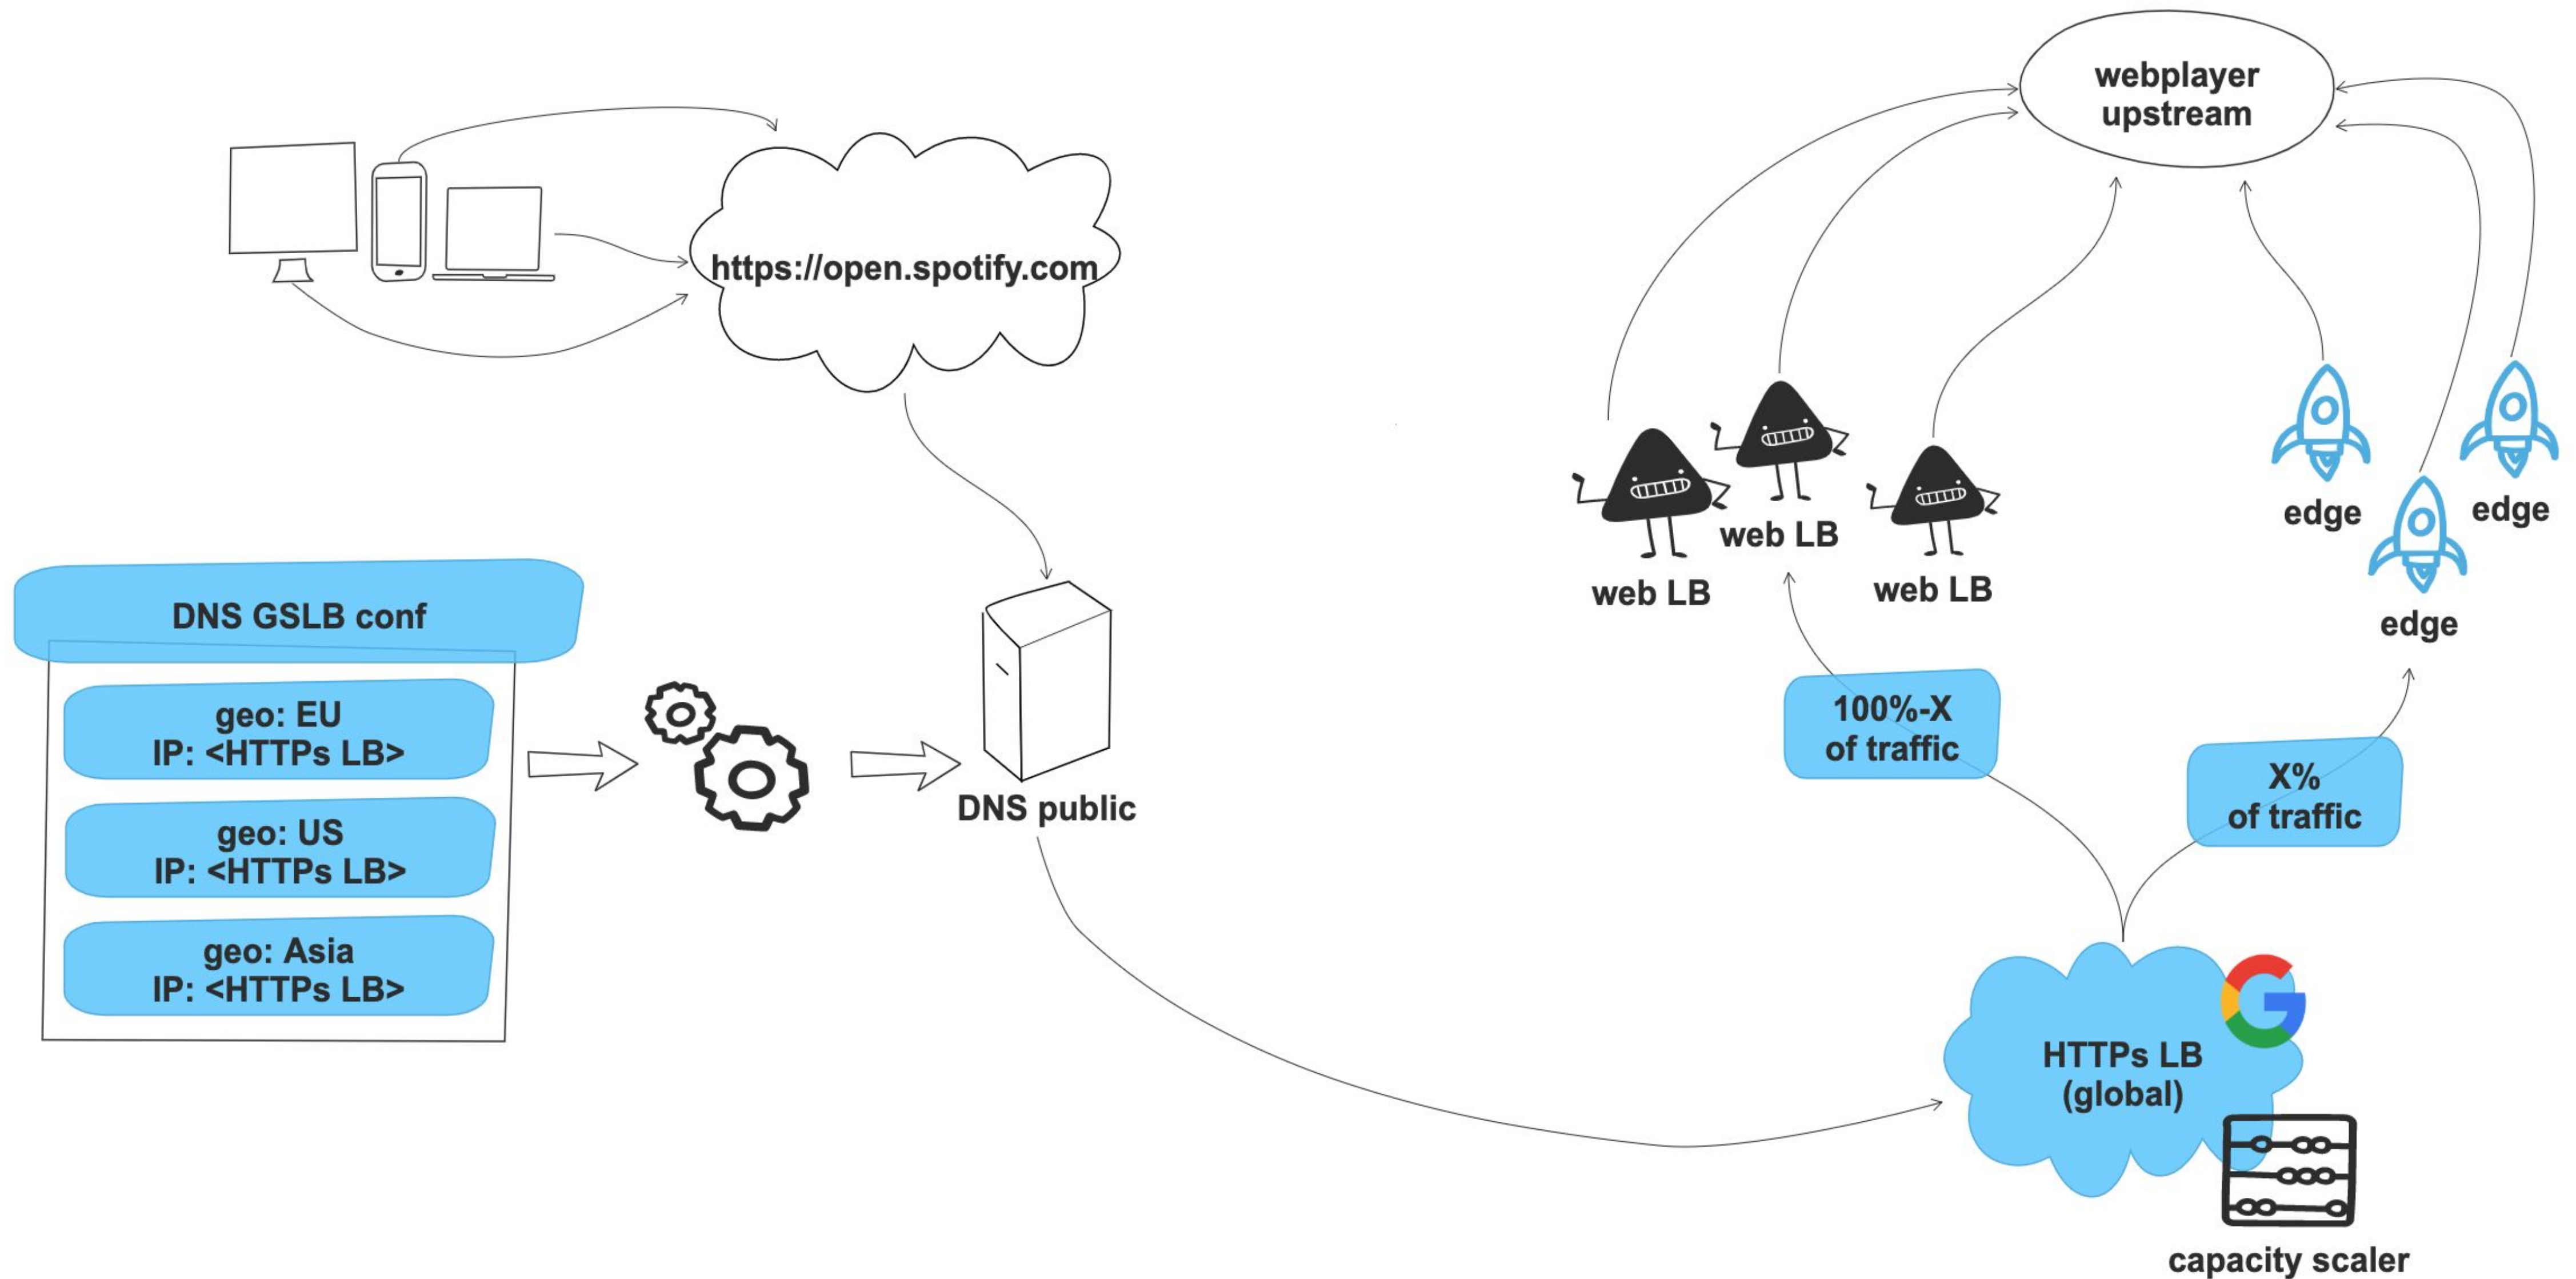 webplayer
upstream
https://open.spotify.com
edge
edge
web LB
web LB
web LB
edge
DNS GSLB conf
geo: EU
IP: <HTTPs LB>
geo: US
IP: <HTTPs LB>
geo: Asia
IP: <HTTPs LB>
DNS public
100%-X
of traffic
X%
of traffic
HTTPs LB
(global)
capacity scaler